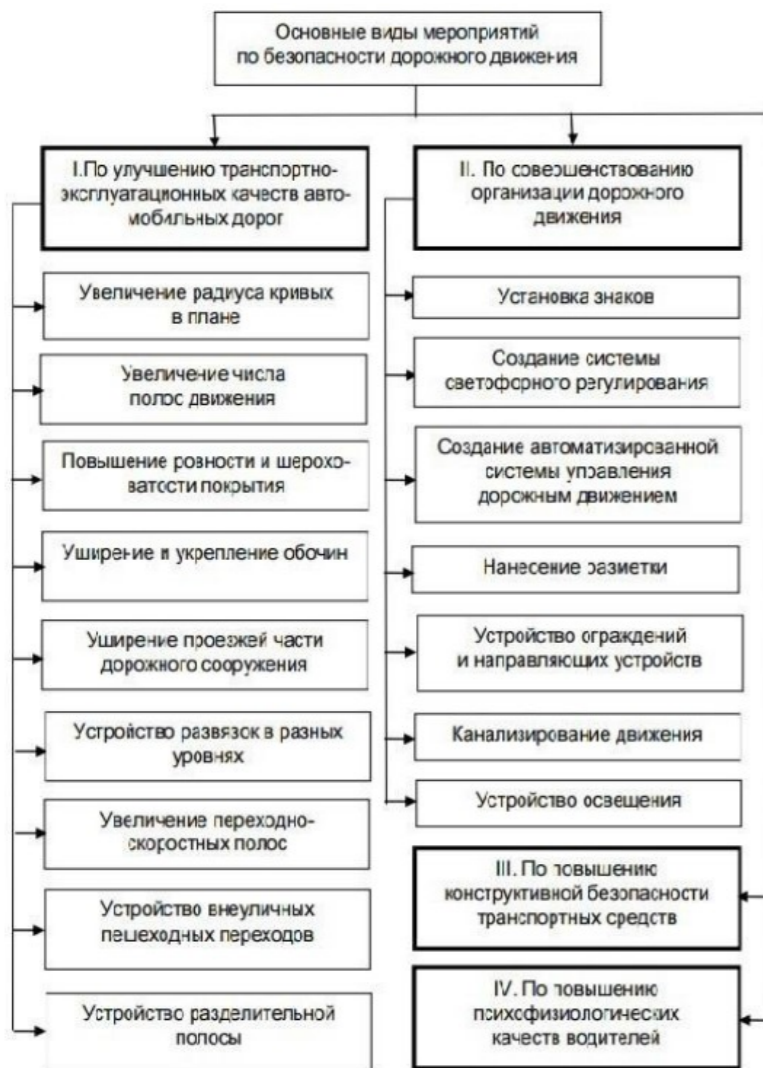 Основные виды мероприятий
по безопасности дорожного движения
I.По улучшению транспортно-
эксплуатационных качеств авто-
мобильных дорог
Увеличение радиуса кривых
в плане
Увеличение числа
полос движения
Повышение ровности и шерохо-
ватости покрытия
Уширение и укрепление обочин
Уширение проезжей части
дорожного сооружения
Устройство развязок в разных
уровнях
Увеличение переходно-
скоростных полос
Устройство внеуличных
пешеходных переходов
Устройство разделительной
полосы
II. По совершенствованию
организации дорожного
движения
Установка знаков
Создание системы
светофорного регулирования
Создание автоматизированной
системы управления
дорожным движением
Нанесение разметки
Устройство ограждений
и направляющих устройств
Канализирование движения
Устройство освещения
III. По повышению
конструктивной безопасности
транспортных средств
IV. По повышению
психофизиологических
качеств водителей